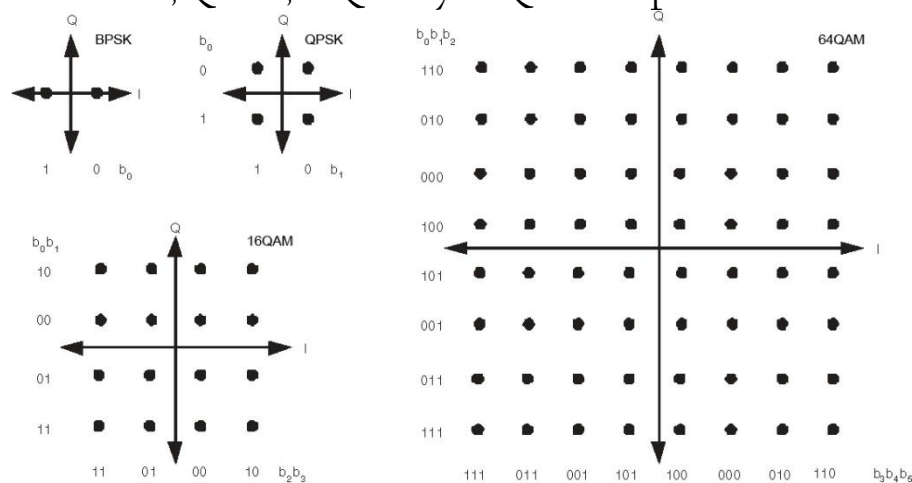 Q
BPSK
I
1 0 b₀
Q
QPSK
b₀
0
1
I
1 0 b₁
Q
64QAM
b₀b₁b₂
110
010
000
100
I
101
001
011
111
111 011 001 101 100 000 010 110 b₃b₄b₅
Q
16QAM
b₀b₁
10
00
I
01
11
11 01 00 10 b₂b₃